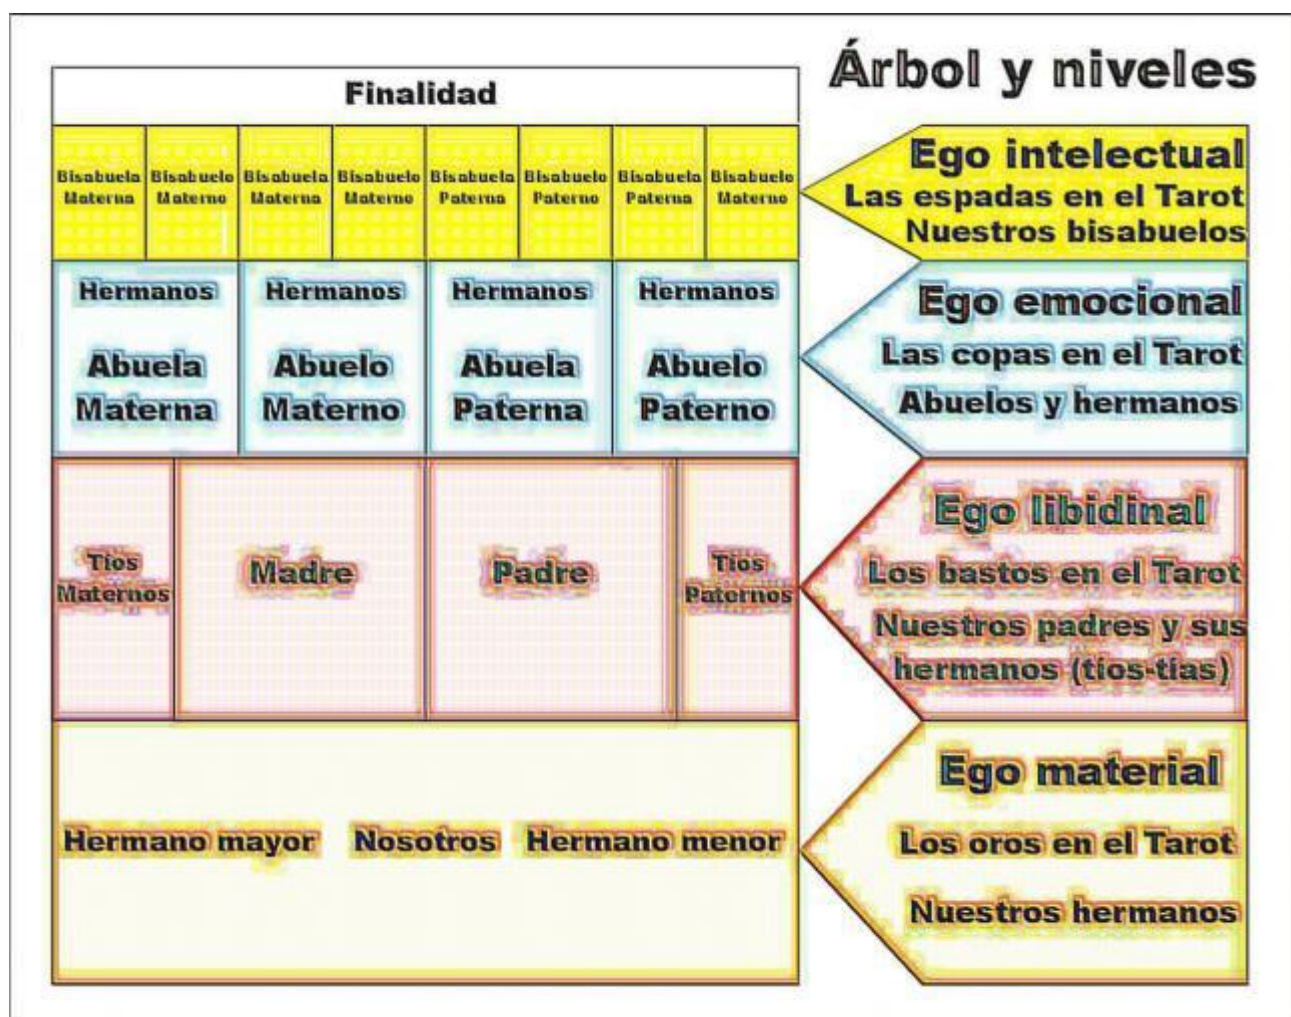 Árbol y niveles
Finalidad
Bisabuela Materna
Bisabuelo Materno
Bisabuela Materna
Bisabuelo Materno
Bisabuela Paterna
Bisabuelo Paterno
Bisabuela Paterna
Bisabuelo Materno
Ego intelectual
Las espadas en el Tarot
Nuestros bisabuelos
Hermanos
Abuela
Materna
Hermanos
Abuelo
Materno
Hermanos
Abuela
Paterna
Hermanos
Abuelo
Paterno
Ego emocional
Las copas en el Tarot
Abuelos y hermanos
Tíos
Maternos
Madre
Padre
Tíos
Paternos
Ego libidinal
Los bastos en el Tarot
Nuestros padres y sus
hermanos (tíos-tías)
Hermano mayor
Nosotros
Hermano menor
Ego material
Los oros en el Tarot
Nuestros hermanos